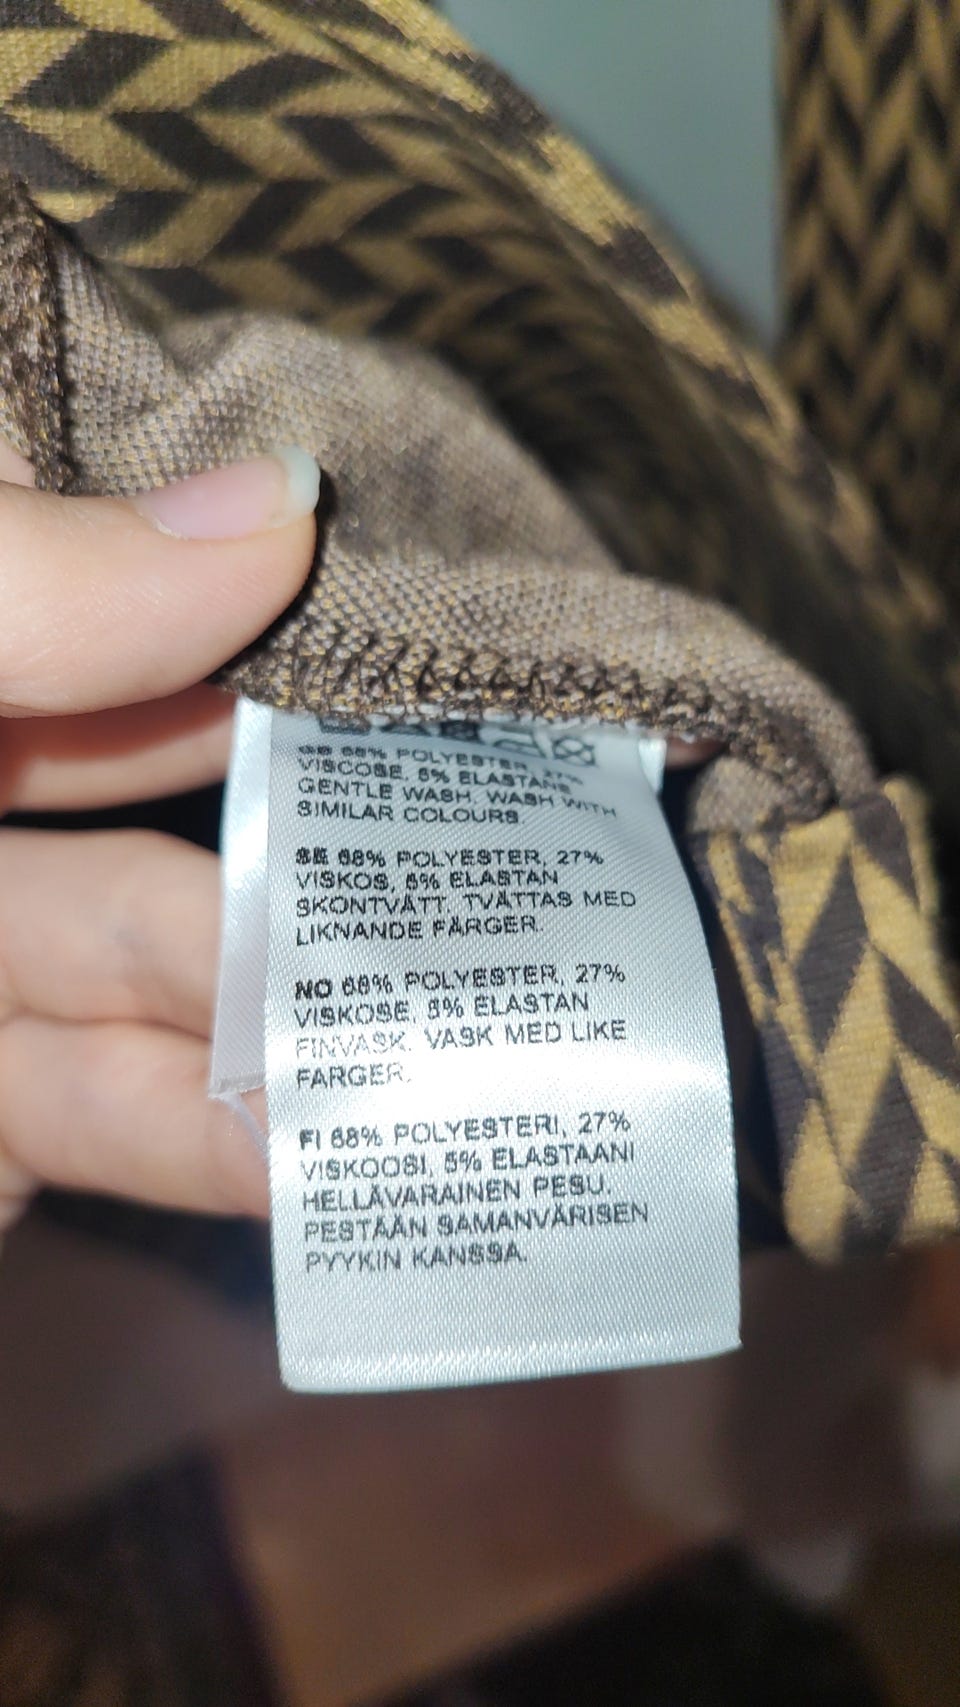 GB 68% POLYESTER, 27%
VISCOSE, 5% ELASTANE
GENTLE WASH. WASH WITH
SIMILAR COLOURS.
SE 68% POLYESTER, 27%
VISKOS, 5% ELASTAN
SKONTVÄTT. TVÄTTAS MED
LIKNANDE FÄRGER.
NO 68% POLYESTER, 27%
VISKOSE, 5% ELASTAN
FINVASK. VASK MED LIKE
FARGER.
FI 68% POLYESTERI, 27%
VISKOOSI, 5% ELASTAANI
HELLÄVARAINEN PESU.
PESTÄÄN SAMANVÄRISEN
PYYKIN KANSSA.